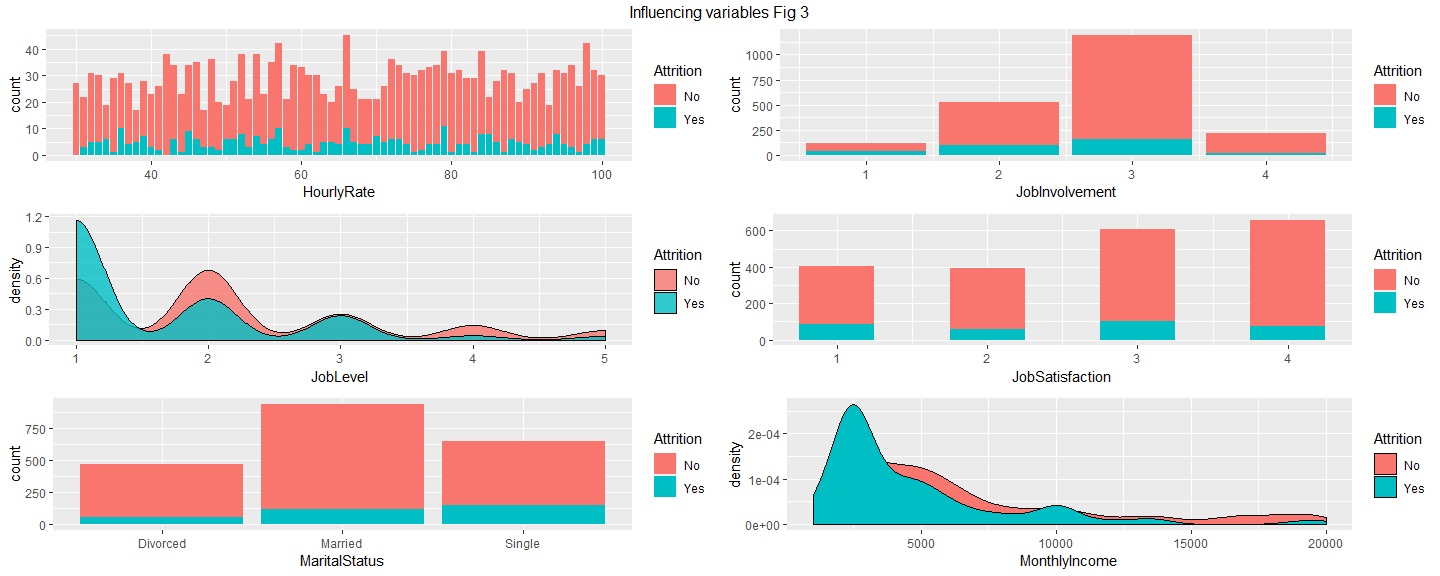 Influencing variables Fig 3
count
40
30
20
10
0
40 60 80 100
HourlyRate
Attrition
No
Yes
count
1000
750
500
250
0
1 2 3 4
JobInvolvement
Attrition
No
Yes
density
1.2
0.9
0.6
0.3
0.0
1 2 3 4 5
JobLevel
Attrition
No
Yes
count
600
400
200
0
1 2 3 4
JobSatisfaction
Attrition
No
Yes
count
750
500
250
0
Divorced Married Single
MaritalStatus
Attrition
No
Yes
density
2e-04
1e-04
0e+00
5000 10000 15000 20000
MonthlyIncome
Attrition
No
Yes